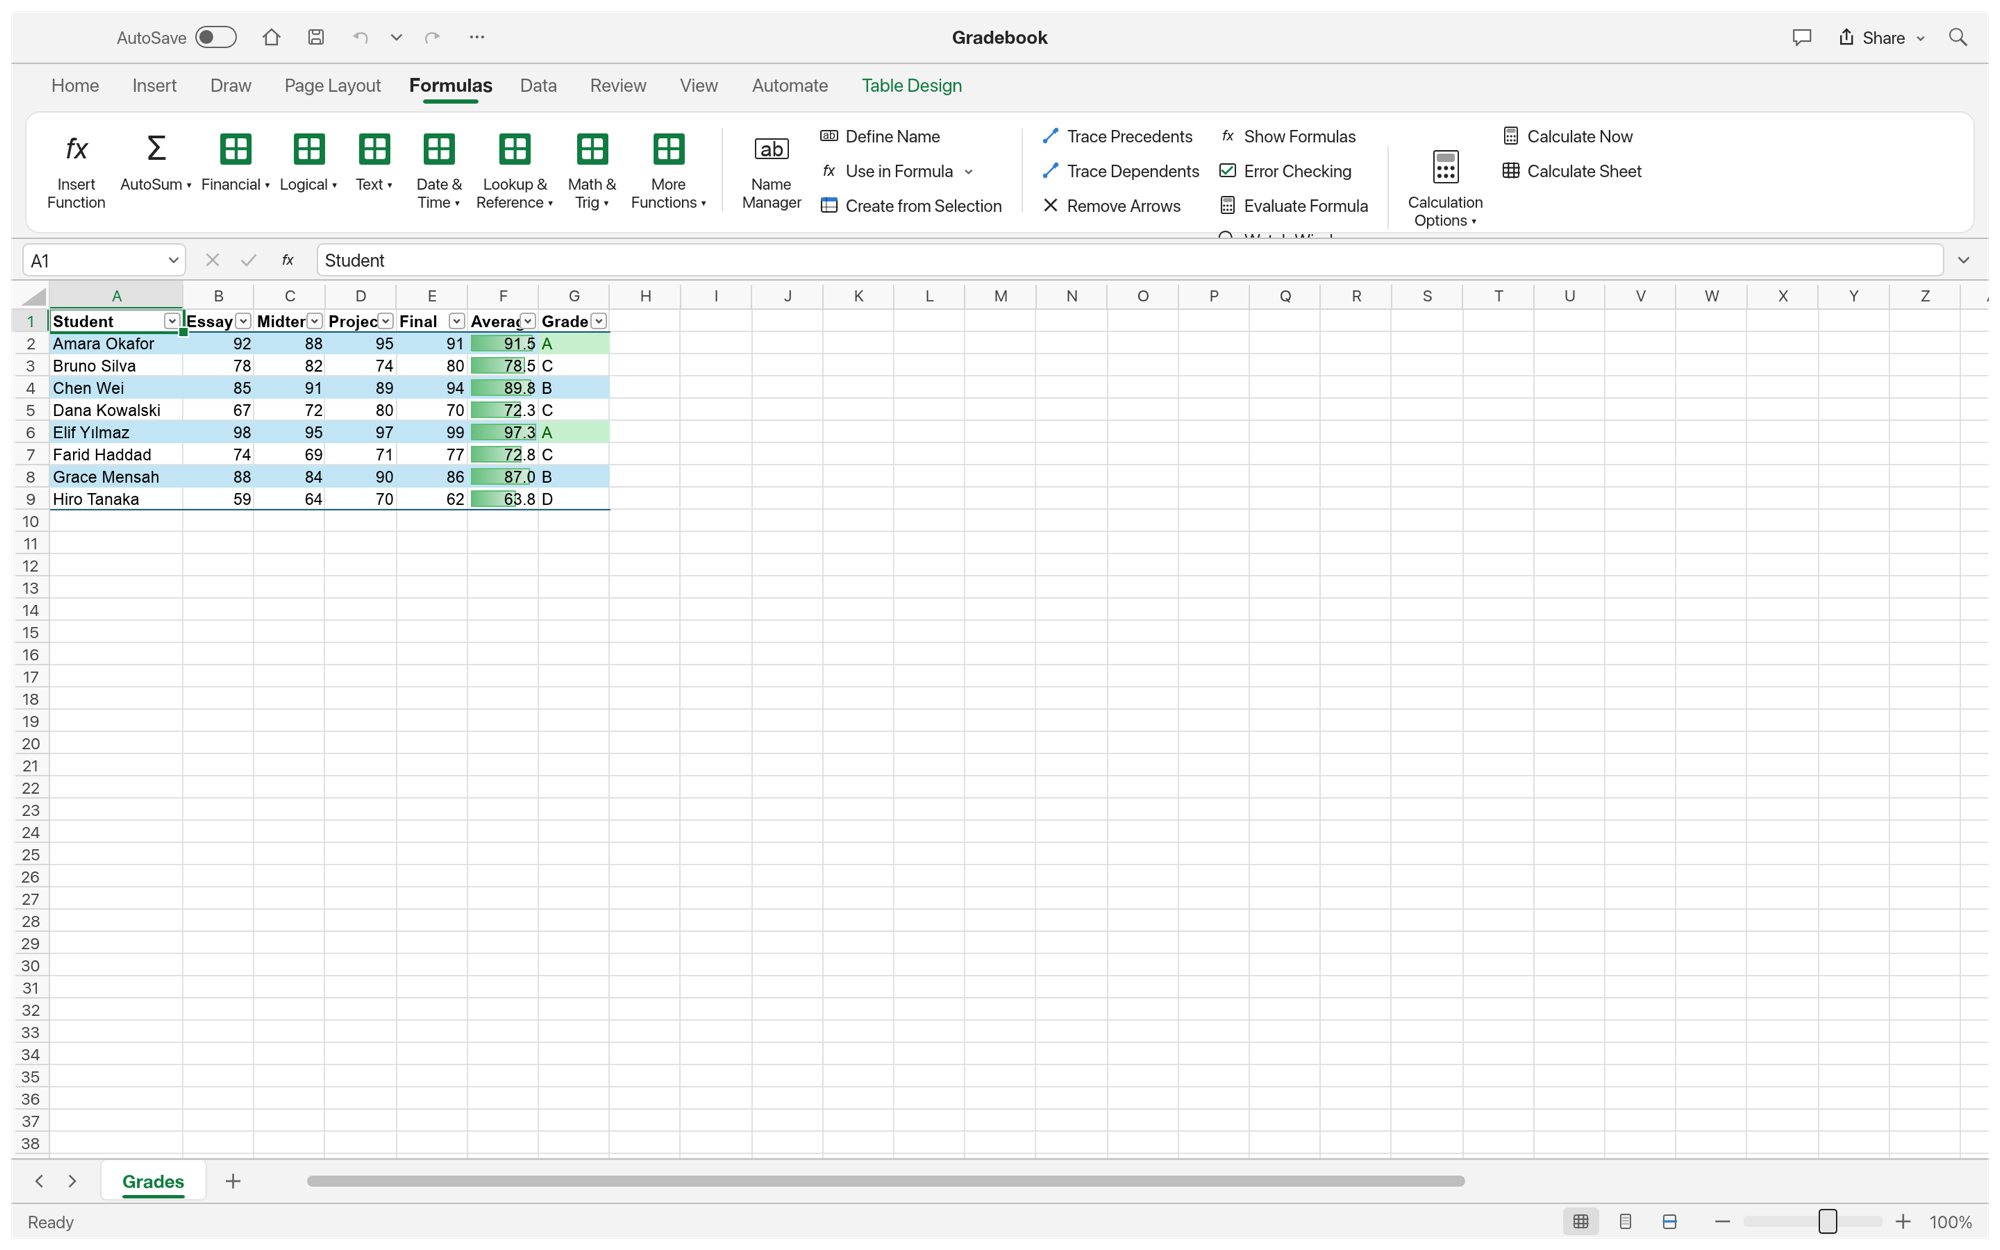 AutoSave
Gradebook
Share
Home Insert Draw Page Layout Formulas Data Review View Automate Table Design
Insert Function
AutoSum
Financial
Logical
Text
Date & Time
Lookup & Reference
Math & Trig
More Functions
Name Manager
Define Name
Use in Formula
Create from Selection
Trace Precedents
Trace Dependents
Remove Arrows
Show Formulas
Error Checking
Evaluate Formula
Calculation Options
Calculate Now
Calculate Sheet
A1 fx Student
A B C D E F G H I J K L M N O P Q R S T U V W X Y Z
1 Student Essay Midter Projec Final Averag Grade
2 Amara Okafor 92 88 95 91 91.5 A
3 Bruno Silva 78 82 74 80 78.5 C
4 Chen Wei 85 91 89 94 89.8 B
5 Dana Kowalski 67 72 80 70 72.3 C
6 Elif Yılmaz 98 95 97 99 97.3 A
7 Farid Haddad 74 69 71 77 72.8 C
8 Grace Mensah 88 84 90 86 87.0 B
9 Hiro Tanaka 59 64 70 62 63.8 D
10
11
12
13
14
15
16
17
18
19
20
21
22
23
24
25
26
27
28
29
30
31
32
33
34
35
36
37
38
Grades
Ready
100%